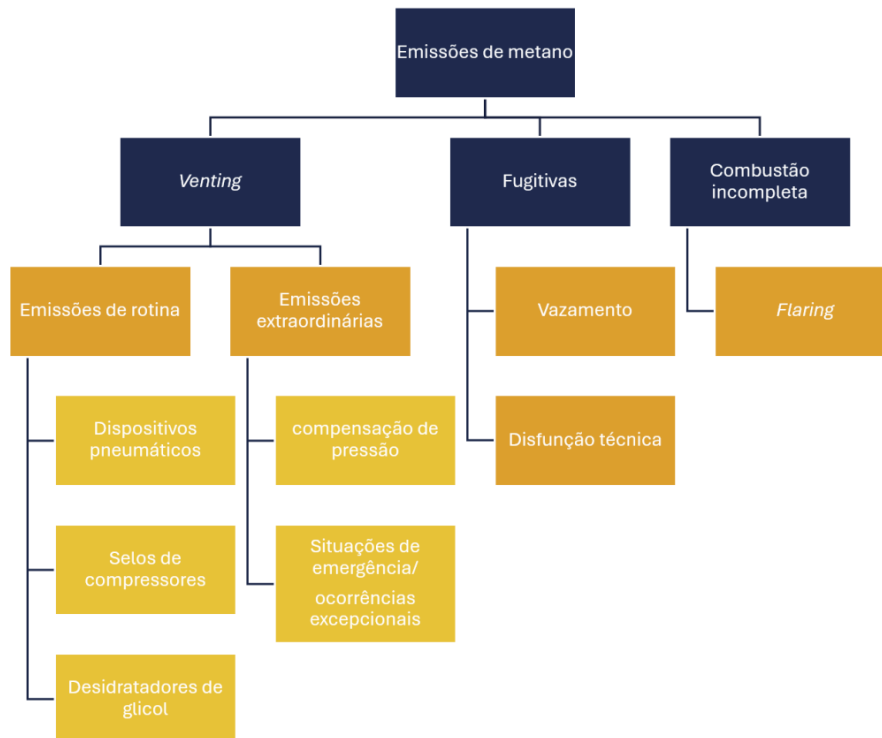 Emissões de metano
Venting
Fugitivas
Combustão
incompleta
Emissões de rotina
Emissões
extraordinárias
Vazamento
Flaring
Dispositivos
pneumáticos
compensação de
pressão
Disfunção técnica
Selos de
compressores
Situações de
emergência/
ocorrências
excepcionais
Desidratadores de
glicol